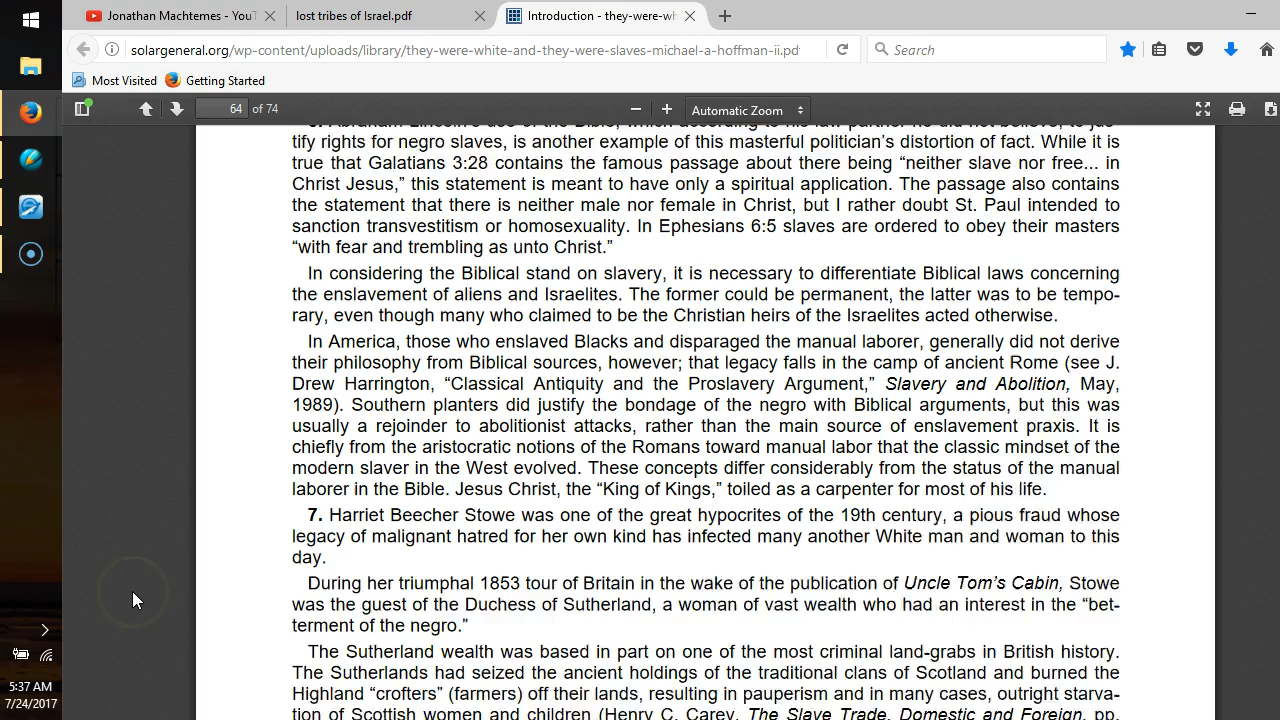 Jonathan Machtemes - YouT
lost tribes of Israel.pdf
Introduction - they-were-wh
solargeneral.org/wp-content/uploads/library/they-were-white-and-they-were-slaves-michael-a-hoffman-ii.pd
Search
Most Visited
Getting Started
64 of 74
Automatic Zoom
tify rights for negro slaves, is another example of this masterful politician's distortion of fact. While it is
true that Galatians 3:28 contains the famous passage about there being “neither slave nor free... in
Christ Jesus,” this statement is meant to have only a spiritual application. The passage also contains
the statement that there is neither male nor female in Christ, but I rather doubt St. Paul intended to
sanction transvestitism or homosexuality. In Ephesians 6:5 slaves are ordered to obey their masters
“with fear and trembling as unto Christ.”
In considering the Biblical stand on slavery, it is necessary to differentiate Biblical laws concerning
the enslavement of aliens and Israelites. The former could be permanent, the latter was to be tempo-
rary, even though many who claimed to be the Christian heirs of the Israelites acted otherwise.
In America, those who enslaved Blacks and disparaged the manual laborer, generally did not derive
their philosophy from Biblical sources, however; that legacy falls in the camp of ancient Rome (see J.
Drew Harrington, “Classical Antiquity and the Proslavery Argument,” Slavery and Abolition, May,
1989). Southern planters did justify the bondage of the negro with Biblical arguments, but this was
usually a rejoinder to abolitionist attacks, rather than the main source of enslavement praxis. It is
chiefly from the aristocratic notions of the Romans toward manual labor that the classic mindset of the
modern slaver in the West evolved. These concepts differ considerably from the status of the manual
laborer in the Bible. Jesus Christ, the “King of Kings,” toiled as a carpenter for most of his life.
7. Harriet Beecher Stowe was one of the great hypocrites of the 19th century, a pious fraud whose
legacy of malignant hatred for her own kind has infected many another White man and woman to this
day.
During her triumphal 1853 tour of Britain in the wake of the publication of Uncle Tom's Cabin, Stowe
was the guest of the Duchess of Sutherland, a woman of vast wealth who had an interest in the “bet-
terment of the negro.”
The Sutherland wealth was based in part on one of the most criminal land-grabs in British history.
The Sutherlands had seized the ancient holdings of the traditional clans of Scotland and burned the
Highland “crofters” (farmers) off their lands, resulting in pauperism and in many cases, outright starva-
tion of Scottish women and children (Henry C. Carey, The Slave Trade, Domestic and Foreign, pp.
5:37 AM
7/24/2017